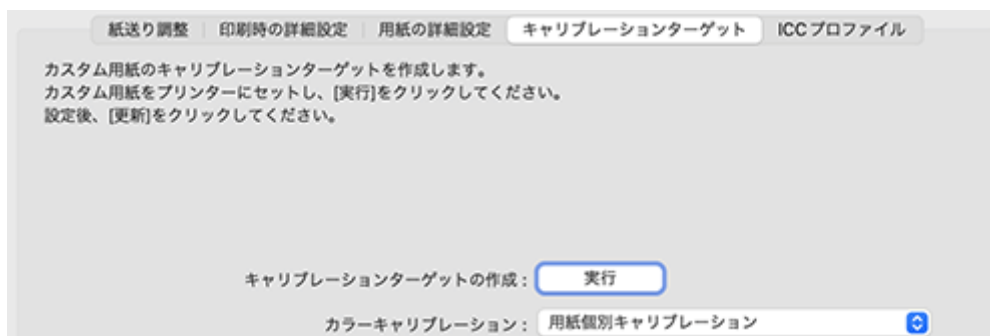 紙送り調整 印刷時の詳細設定 用紙の詳細設定 キャリブレーションターゲット ICCプロファイル
カスタム用紙のキャリブレーションターゲットを作成します。
カスタム用紙をプリンターにセットし、[実行]をクリックしてください。
設定後、[更新]をクリックしてください。
キャリブレーションターゲットの作成： 実行
カラーキャリブレーション： 用紙個別キャリブレーション